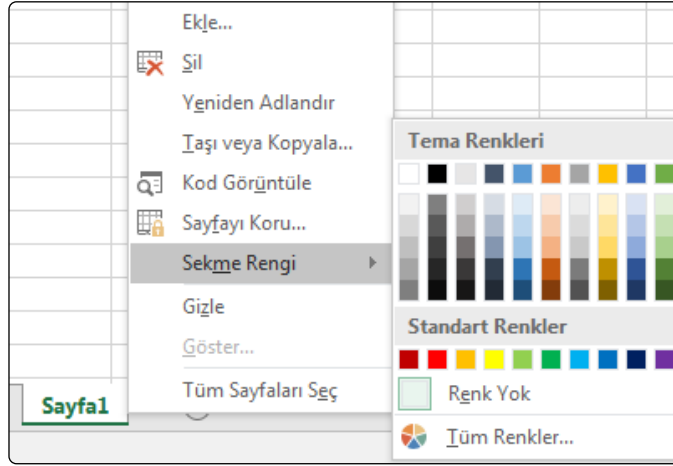 Ekle...
Sil
Yeniden Adlandır
Taşı veya Kopyala...
Kod Görüntüle
Sayfayı Koru...
Sekme Rengi
Gizle
Göster...
Tüm Sayfaları Seç
Tema Renkleri
Standart Renkler
Renk Yok
Tüm Renkler...
Sayfa1